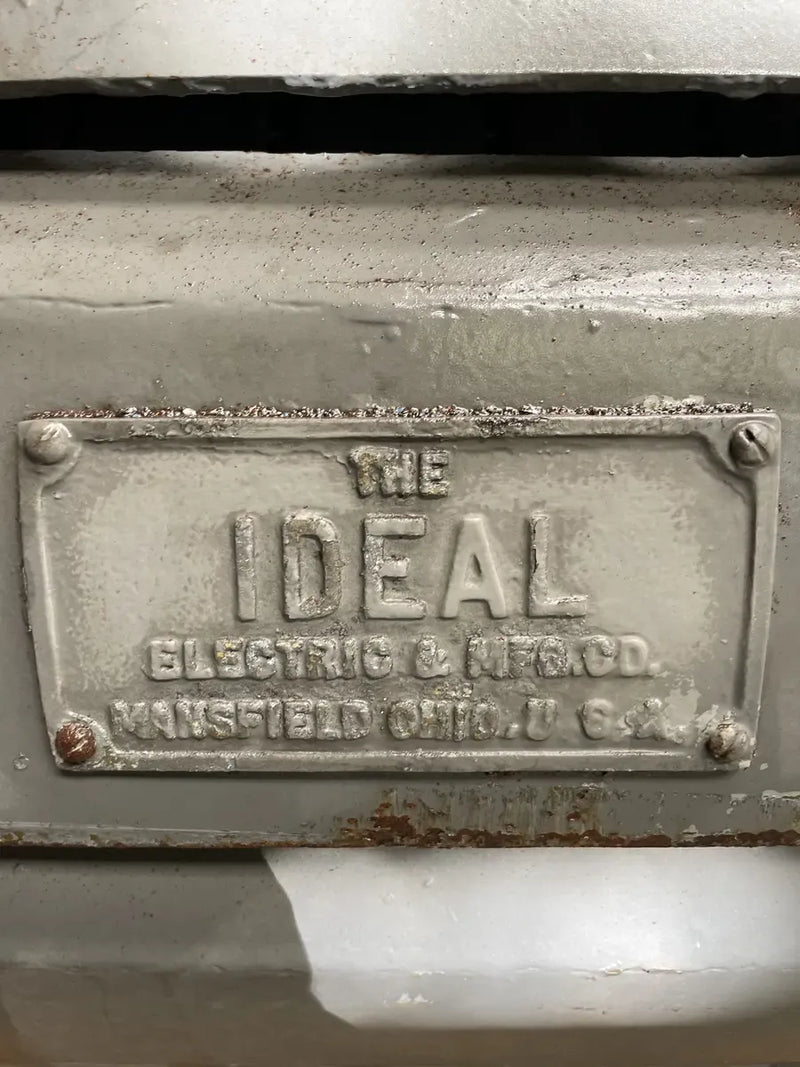 THE
IDEAL
ELECTRIC & MFG.CO.
MANSFIELD OHIO. U. S. A.